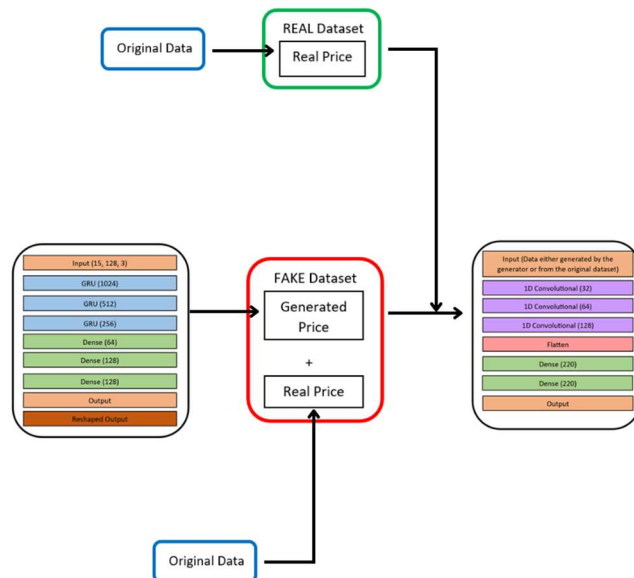 Original Data
REAL Dataset
Real Price
Input (15, 128, 3)
GRU (1024)
GRU (512)
GRU (256)
Dense (64)
Dense (128)
Dense (128)
Output
Reshaped Output
FAKE Dataset
Generated
Price
+
Real Price
Input (Data either generated by the
generator or from the original dataset)
1D Convolutional (32)
1D Convolutional (64)
1D Convolutional (128)
Flatten
Dense (220)
Dense (220)
Output
Original Data